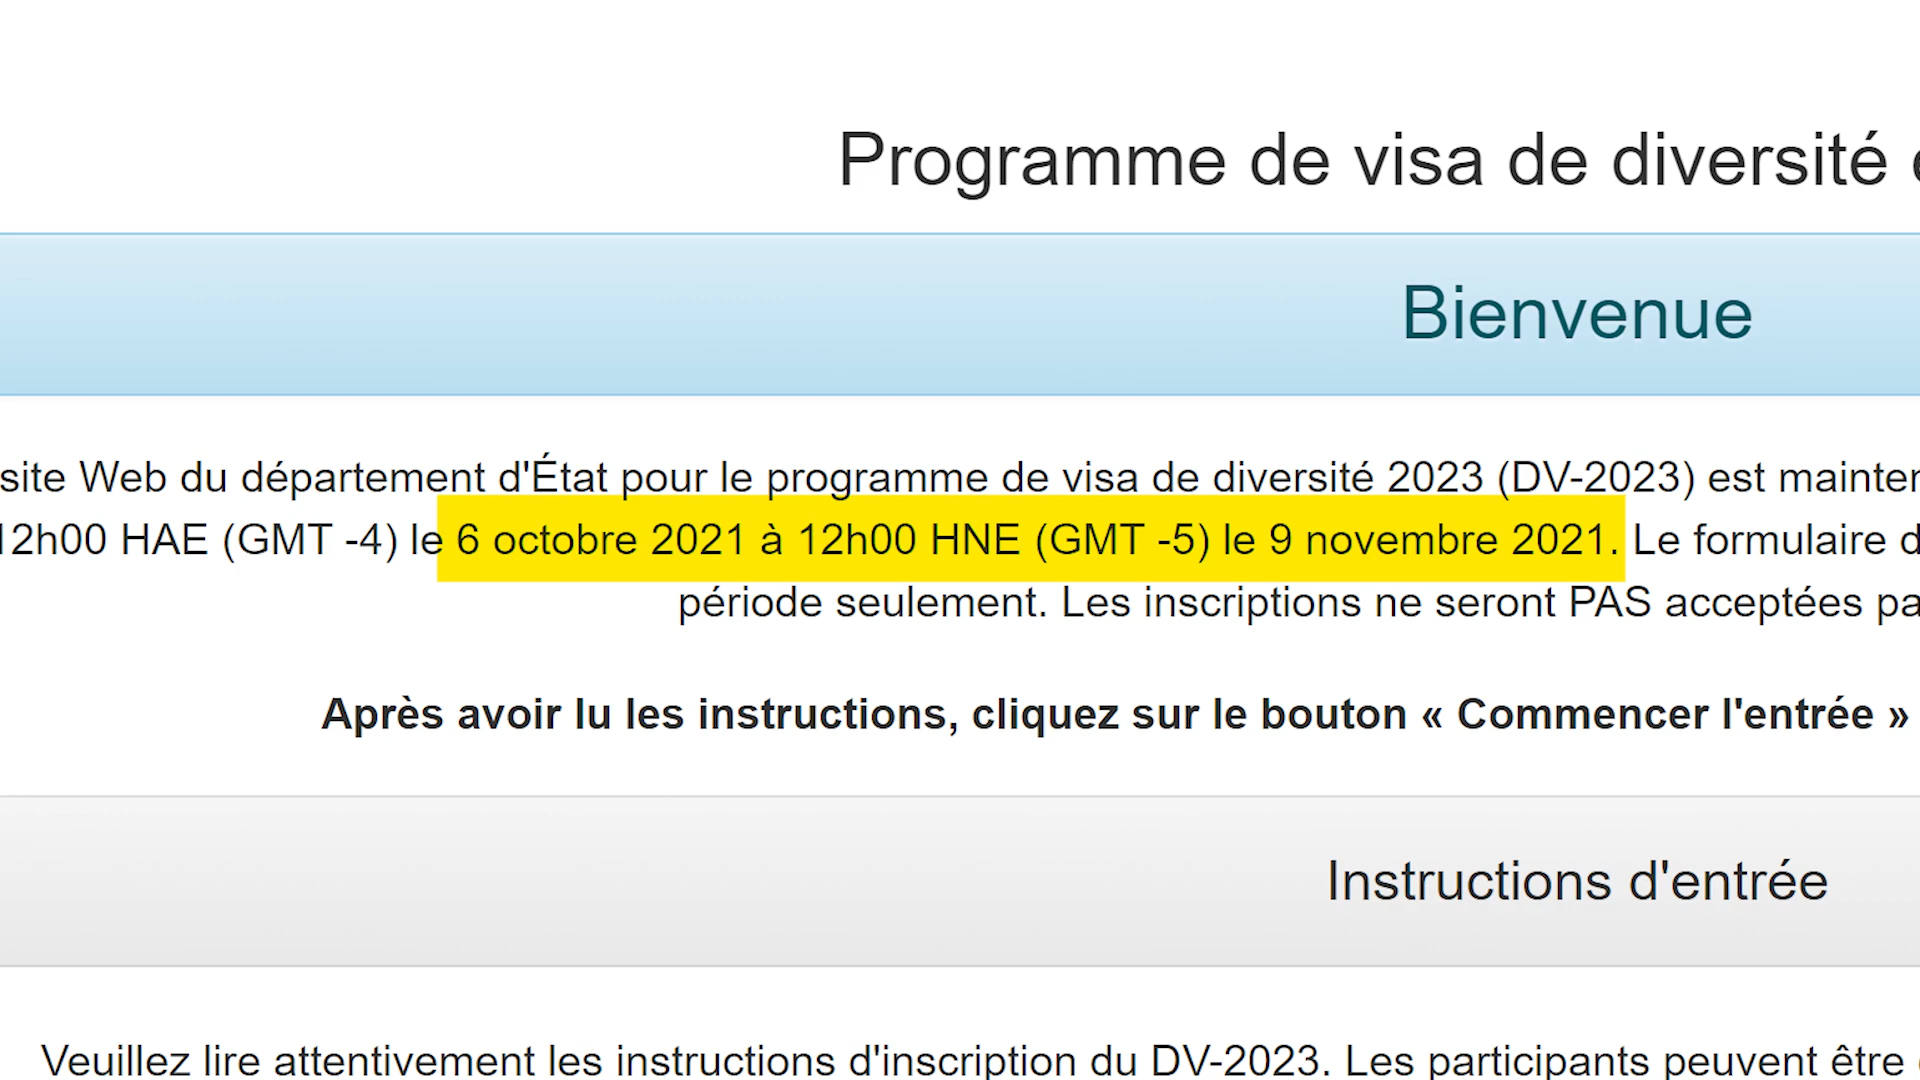 Programme de visa de diversité
Bienvenue
site Web du département d'État pour le programme de visa de diversité 2023 (DV-2023) est
12h00 HAE (GMT -4) le 6 octobre 2021 à 12h00 HNE (GMT -5) le 9 novembre 2021. Le formulaire
période seulement. Les inscriptions ne seront PAS acceptées
Après avoir lu les instructions, cliquez sur le bouton « Commencer l'entrée »
Instructions d'entrée
Veuillez lire attentivement les instructions d'inscription du DV-2023. Les participants peuvent être